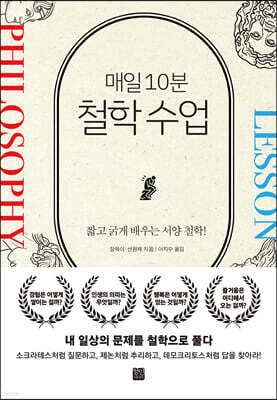 PHILOSOPHY
LESSON
매일 10분
철학 수업
짧고 굵게 배우는 서양 철학!
장웨이·션원제 지음 | 이지수 옮김
경험은 어떻게
쌓이는 걸까?
인생의 의미는
무엇일까?
행복은 어떻게
얻는 것일까?
즐거움은
어디에서
오는 걸까?
내 일상의 문제를 철학으로 풀다
소크라테스처럼 질문하고, 제논처럼 추리하고, 데모크리토스처럼 답을 찾아라!